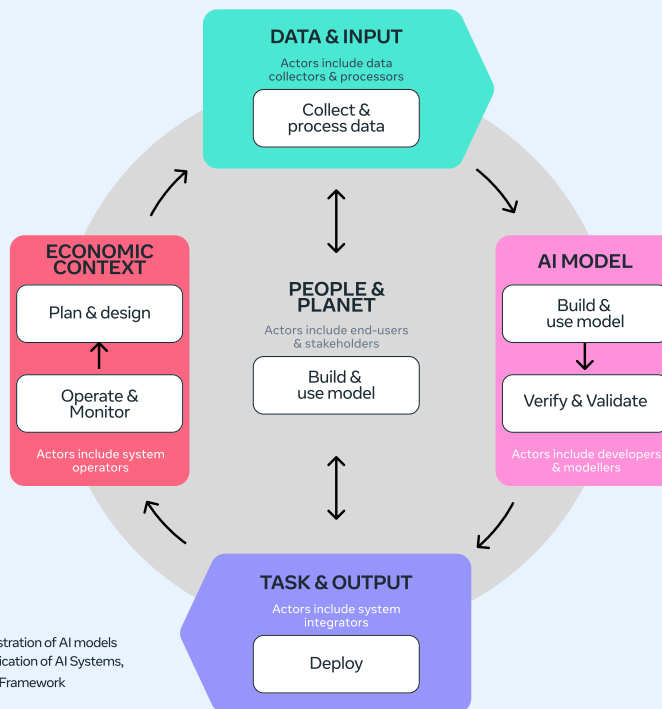 DATA & INPUT
Actors include data
collectors & processors
Collect &
process data
ECONOMIC
CONTEXT
Plan & design
Operate &
Monitor
Actors include system
operators
PEOPLE &
PLANET
Actors include end-users
& stakeholders
Build &
use model
AI MODEL
Build &
use model
Verify & Validate
Actors include developers
& modellers
TASK & OUTPUT
Actors include system
integrators
Deploy
of AI models
of AI Systems,
Framework